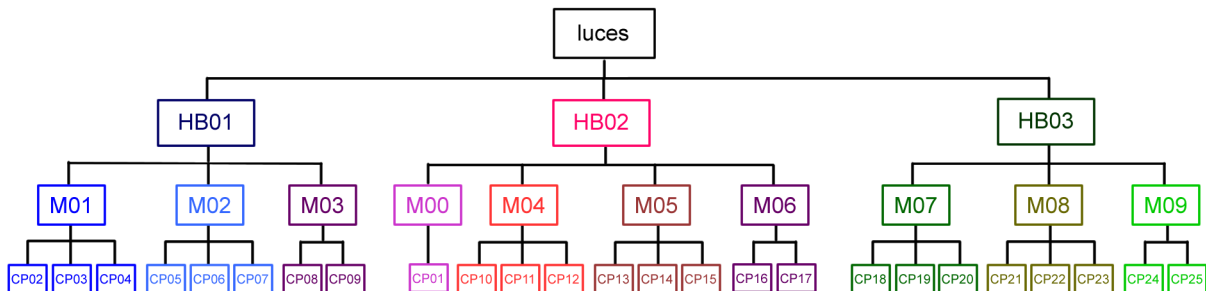 luces
HB01 HB02 HB03
M01 M02 M03 M00 M04 M05 M06 M07 M08 M09
CP02 CP03 CP04 CP05 CP06 CP07 CP08 CP09 CP01 CP10 CP11 CP12 CP13 CP14 CP15 CP16 CP17 CP18 CP19 CP20 CP21 CP22 CP23 CP24 CP25